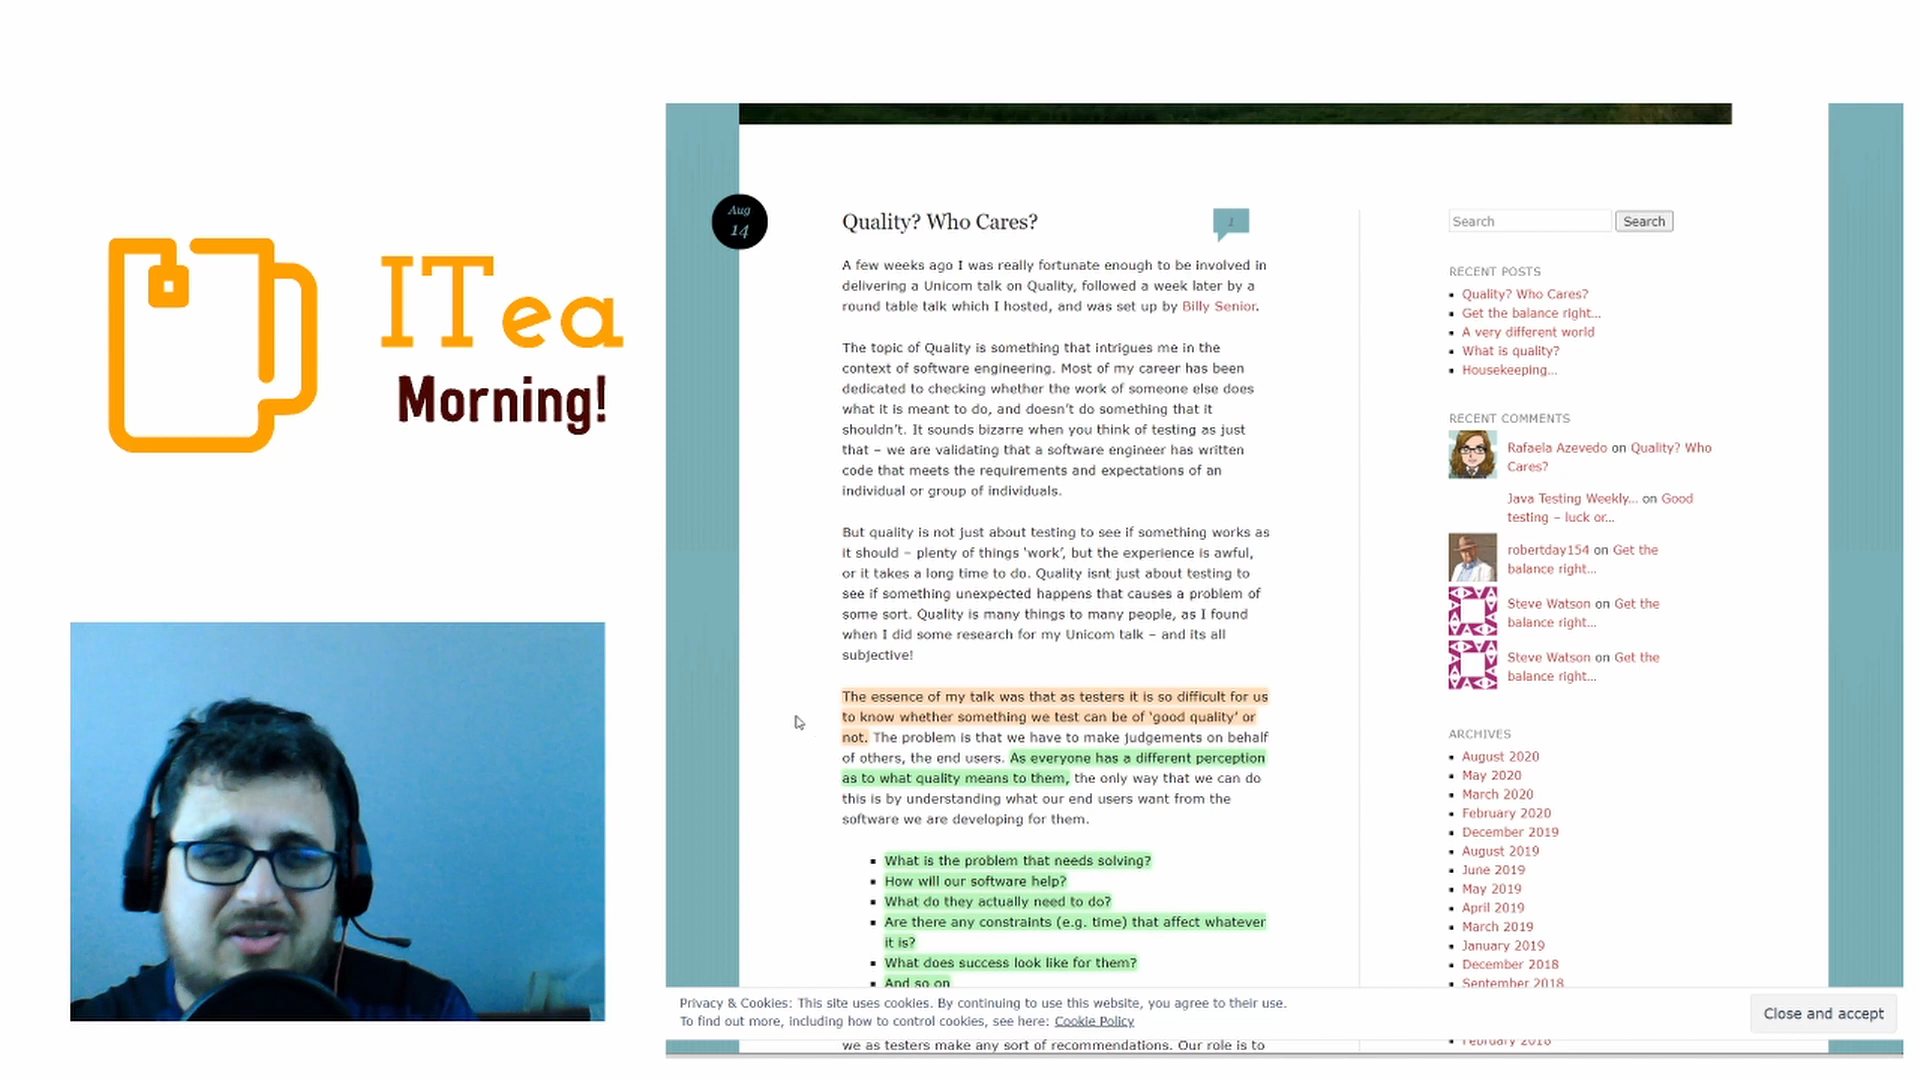 ITea
Morning!
Aug
14
Quality? Who Cares?
1
A few weeks ago I was really fortunate enough to be involved in
delivering a Unicom talk on Quality, followed a week later by a
round table talk which I hosted, and was set up by Billy Senior.
The topic of Quality is something that intrigues me in the
context of software engineering. Most of my career has been
dedicated to checking whether the work of someone else does
what it is meant to do, and doesn’t do something that it
shouldn’t. It sounds bizarre when you think of testing as just
that – we are validating that a software engineer has written
code that meets the requirements and expectations of an
individual or group of individuals.
But quality is not just about testing to see if something works as
it should – plenty of things ‘work’, but the experience is awful,
or it takes a long time to do. Quality isnt just about testing to
see if something unexpected happens that causes a problem of
some sort. Quality is many things to many people, as I found
when I did some research for my Unicom talk – and its all
subjective!
The essence of my talk was that as testers it is so difficult for us
to know whether something we test can be of ‘good quality’ or
not. The problem is that we have to make judgements on behalf
of others, the end users. As everyone has a different perception
as to what quality means to them, the only way that we can do
this is by understanding what our end users want from the
software we are developing for them.
What is the problem that needs solving?
How will our software help?
What do they actually need to do?
Are there any constraints (e.g. time) that affect whatever
it is?
What does success look like for them?
And so on
we as testers make any sort of recommendations. Our role is to
Search
Search
RECENT POSTS
Quality? Who Cares?
Get the balance right...
A very different world
What is quality?
Housekeeping...
RECENT COMMENTS
Rafaela Azevedo on Quality? Who
Cares?
Java Testing Weekly... on Good
testing – luck or...
robertday154 on Get the
balance right...
Steve Watson on Get the
balance right...
Steve Watson on Get the
balance right...
ARCHIVES
August 2020
May 2020
March 2020
February 2020
December 2019
August 2019
June 2019
May 2019
April 2019
March 2019
January 2019
December 2018
September 2018
February 2018
Privacy & Cookies: This site uses cookies. By continuing to use this website, you agree to their use.
To find out more, including how to control cookies, see here: Cookie Policy
Close and accept